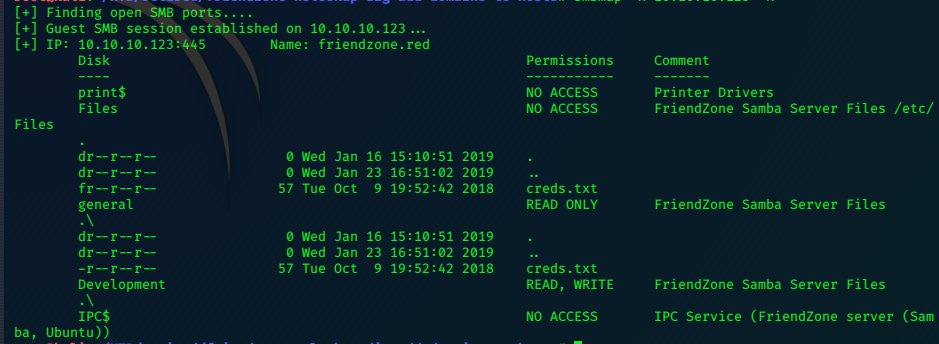 [+] Finding open SMB ports....
[+] Guest SMB session established on 10.10.10.123...
[+] IP: 10.10.10.123:445 Name: friendzone.red
Disk Permissions Comment
---- ----------- -------
print$ NO ACCESS Printer Drivers
Files NO ACCESS FriendZone Samba Server Files /etc/
Files
.
dr--r--r-- 0 Wed Jan 16 15:10:51 2019 .
dr--r--r-- 0 Wed Jan 23 16:51:02 2019 ..
fr--r--r-- 57 Tue Oct 9 19:52:42 2018 creds.txt
general READ ONLY FriendZone Samba Server Files
.\
dr--r--r-- 0 Wed Jan 16 15:10:51 2019 .
dr--r--r-- 0 Wed Jan 23 16:51:02 2019 ..
-r--r--r-- 57 Tue Oct 9 19:52:42 2018 creds.txt
Development READ, WRITE FriendZone Samba Server Files
.\
IPC$ NO ACCESS IPC Service (FriendZone server (Sam
ba, Ubuntu))